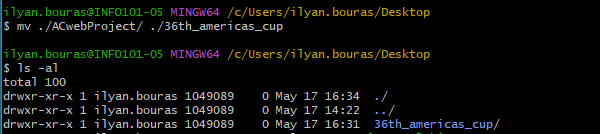 ilyan.bouras@INFO101-05 MINGW64 /c/Users/ilyan.bouras/Desktop
$ mv ./ACwebProject/ ./36th_americas_cup
ilyan.bouras@INFO101-05 MINGW64 /c/Users/ilyan.bouras/Desktop
$ ls -al
total 100
drwxr-xr-x 1 ilyan.bouras 1049089    0 May 17 16:34 ./
drwxr-xr-x 1 ilyan.bouras 1049089    0 May 17 14:22 ../
drwxr-xr-x 1 ilyan.bouras 1049089    0 May 17 16:31 36th_americas_cup/